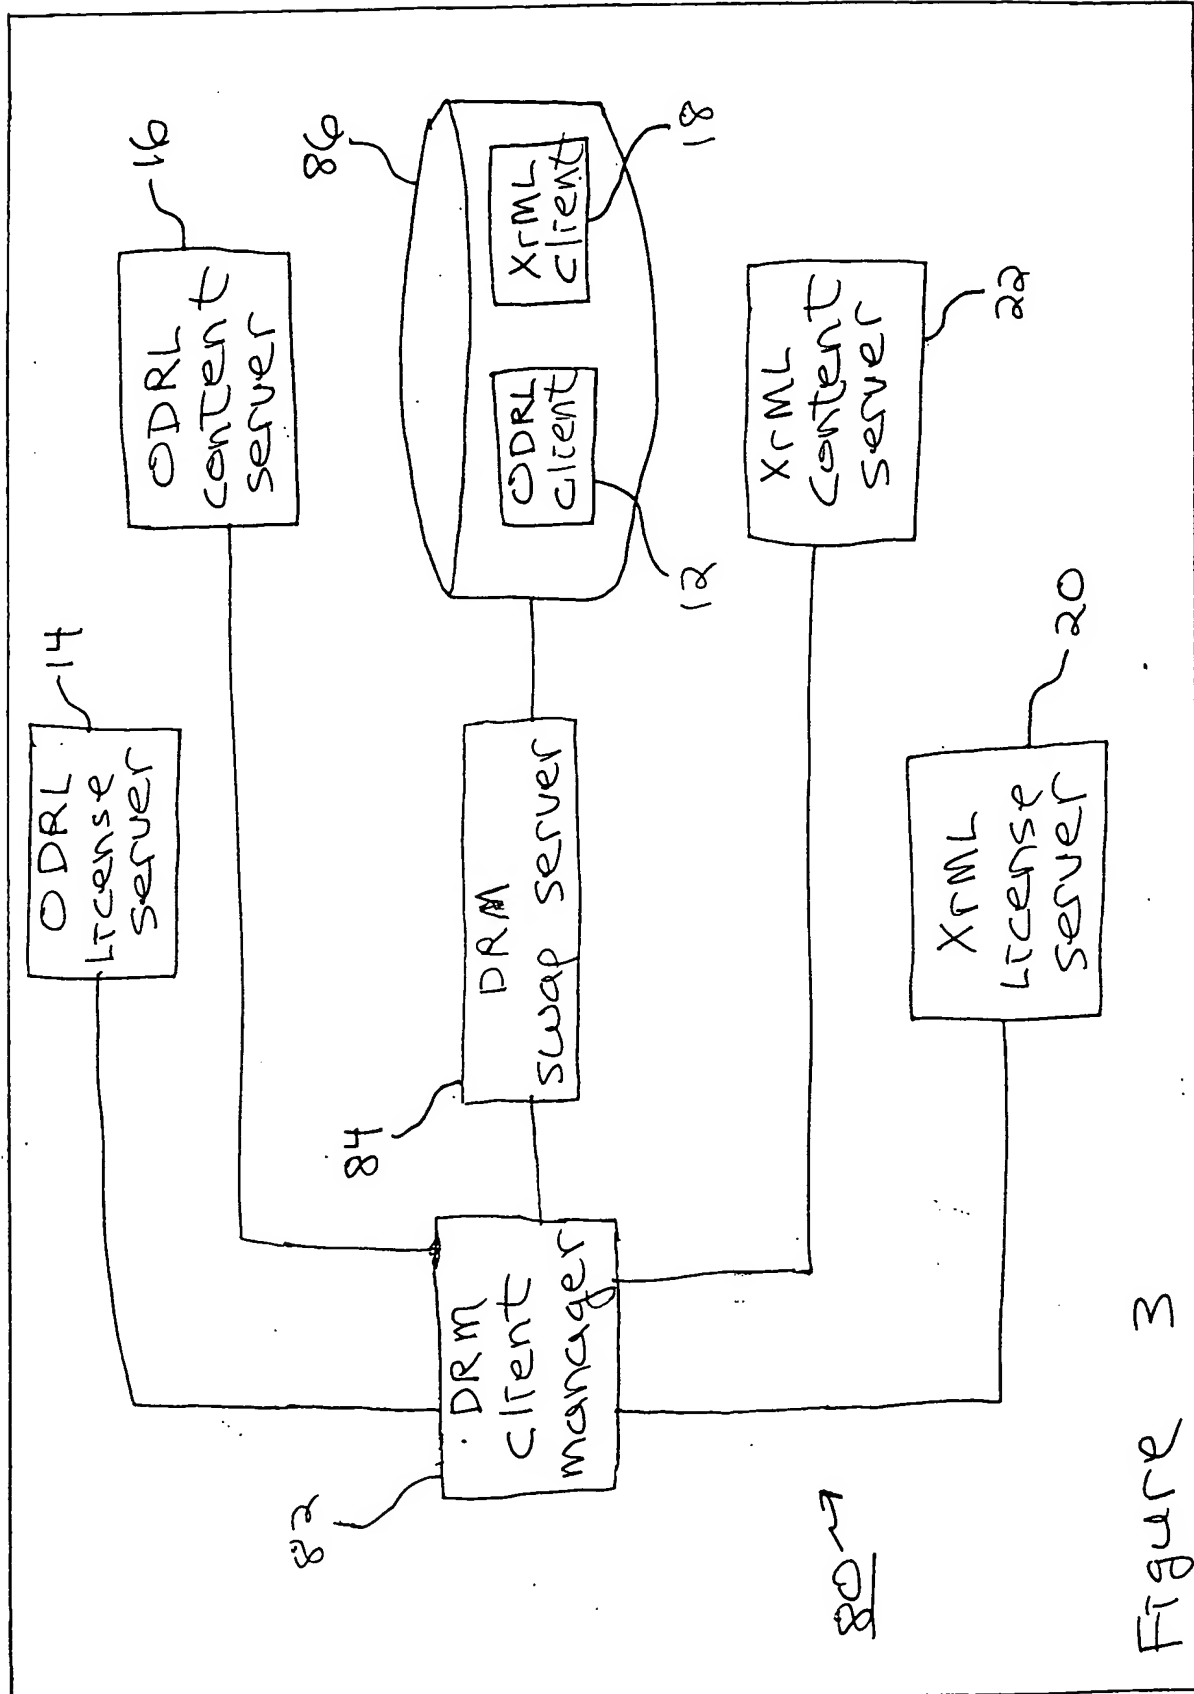 ODRL
License
server
14
ODRL
content
server
16
86
XrML
client
18
ODRL
client
12
DRM
swap server
84
DRM
client
manager
82
XrML
content
server
22
XrML
License
server
20
80
Figure 3